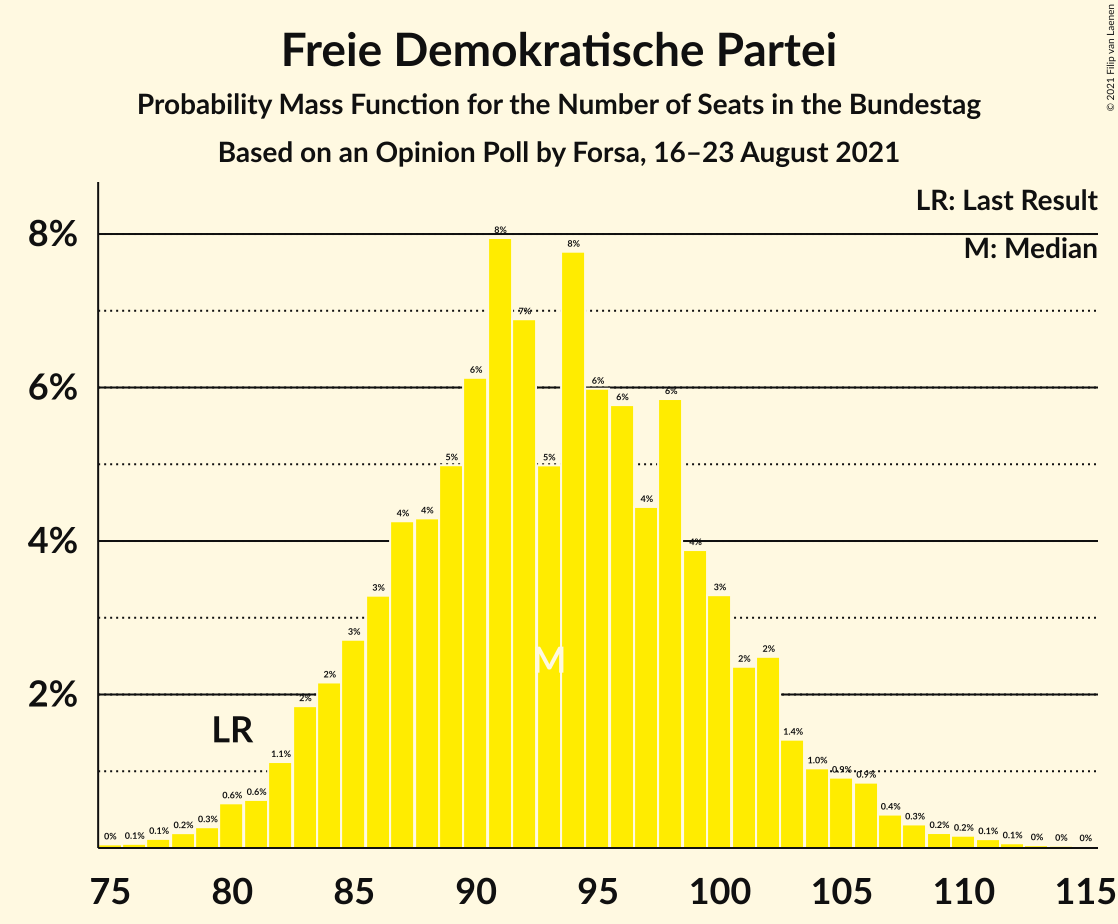 © 2021 Filip van Laenen
Freie Demokratische Partei
Probability Mass Function for the Number of Seats in the Bundestag
Based on an Opinion Poll by Forsa, 16–23 August 2021
LR: Last Result
M: Median
8%
6%
4%
2%
0% 0.1% 0.1% 0.2% 0.3% 0.6% 0.6% 1.1% 2% 2% 3% 3% 4% 4% 5% 6% 8% 7% 5% 8% 6% 6% 4% 6% 4% 3% 2% 2% 1.4% 1.0% 0.9% 0.9% 0.4% 0.3% 0.2% 0.2% 0.1% 0.1% 0% 0% 0%
M
LR
75 80 85 90 95 100 105 110 115